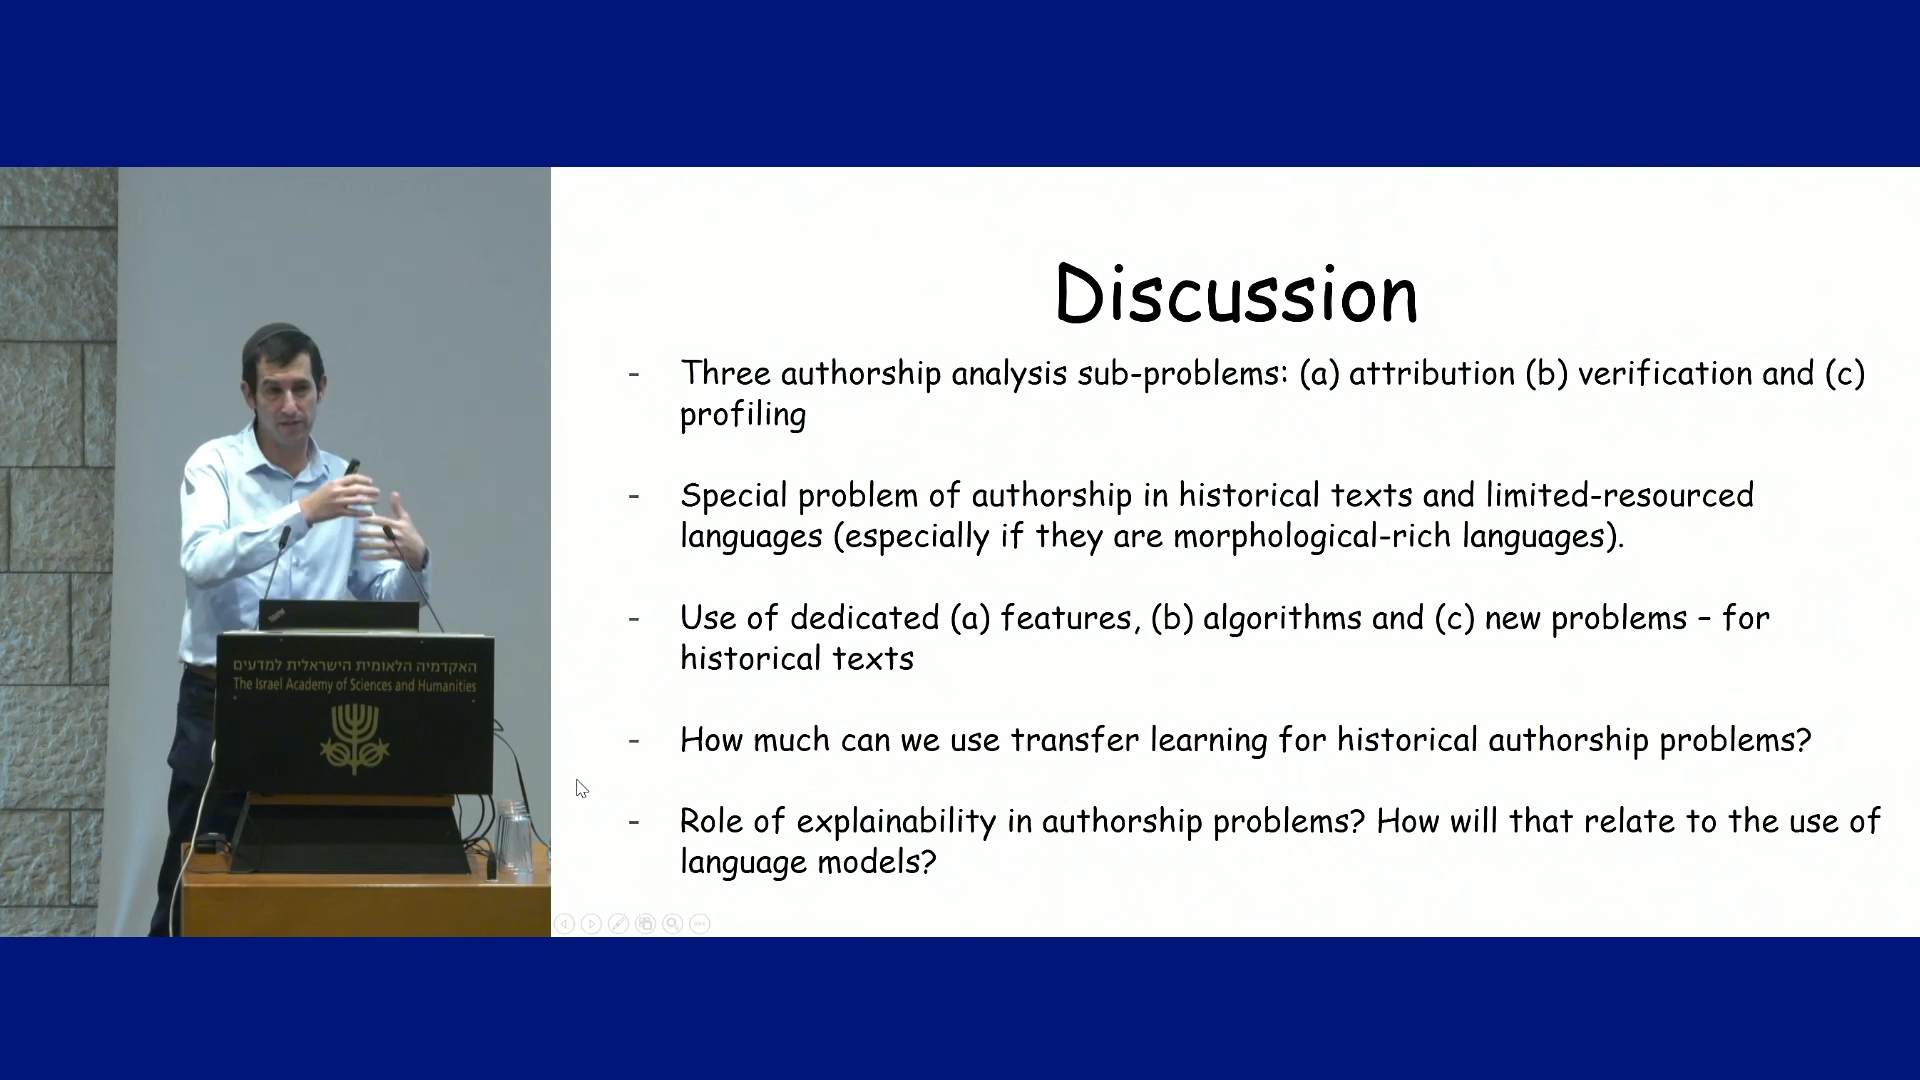 האקדמיה הלאומית הישראלית למדעים
The Israel Academy of Sciences and Humanities
Discussion
- Three authorship analysis sub-problems: (a) attribution (b) verification and (c)
profiling
- Special problem of authorship in historical texts and limited-resourced
languages (especially if they are morphological-rich languages).
- Use of dedicated (a) features, (b) algorithms and (c) new problems – for
historical texts
- How much can we use transfer learning for historical authorship problems?
- Role of explainability in authorship problems? How will that relate to the use of
language models?